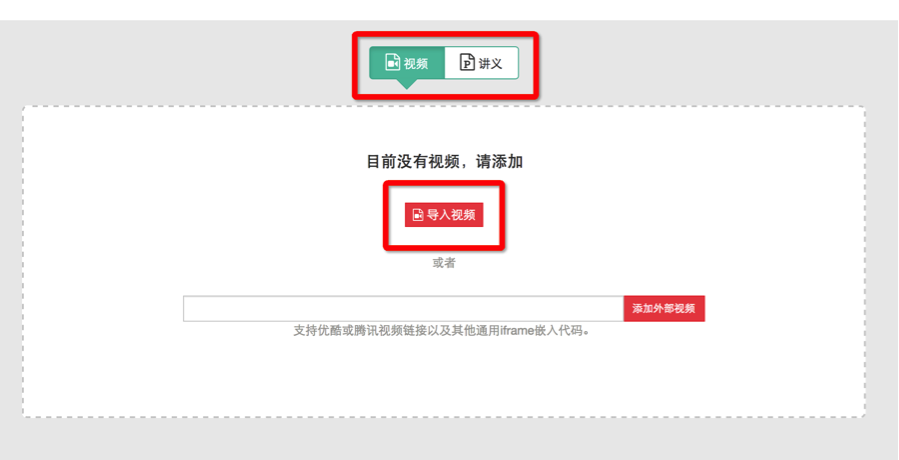 视频 讲义
目前没有视频，请添加
导入视频
或者
添加外部视频
支持优酷或腾讯视频链接以及其他通用iframe嵌入代码。